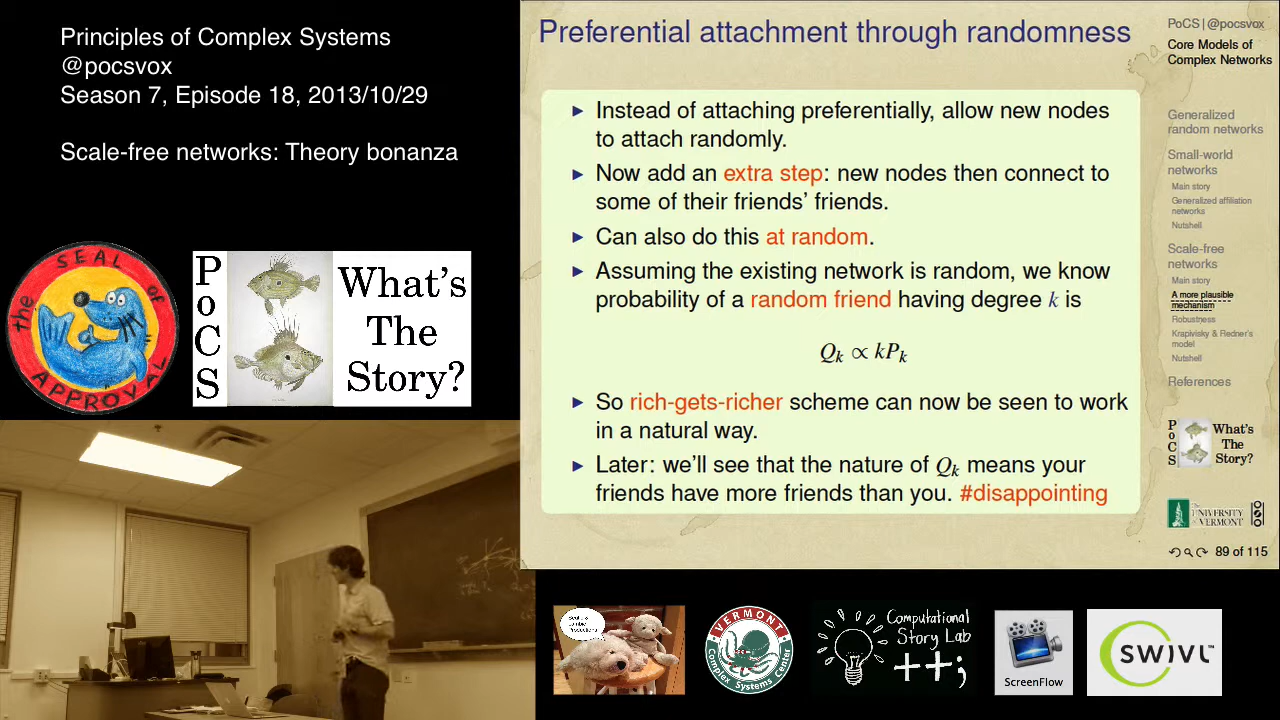 Principles of Complex Systems
@pocsvox
Season 7, Episode 18, 2013/10/29
Scale-free networks: Theory bonanza
the SEAL of APPROVAL
PoCS
What's
The
Story?
Preferential attachment through randomness
Instead of attaching preferentially, allow new nodes
to attach randomly.
Now add an extra step: new nodes then connect to
some of their friends' friends.
Can also do this at random.
Assuming the existing network is random, we know
probability of a random friend having degree k is
Qk ∝ kPk
So rich-gets-richer scheme can now be seen to work
in a natural way.
Later: we'll see that the nature of Qk means your
friends have more friends than you. #disappointing
PoCS | @pocsvox
Core Models of
Complex Networks
Generalized
random networks
Small-world
networks
Main story
Generalized affiliation
networks
Nutshell
Scale-free
networks
Main story
A more plausible
mechanism
Robustness
Krapivsky & Redner's
model
Nutshell
References
PoCS
What's
The
Story?
The
UNIVERSITY
of VERMONT
89 of 115
Productions
VERMONT
Complex Systems Center
Computational
Story Lab
++;
ScreenFlow
SWIVL™